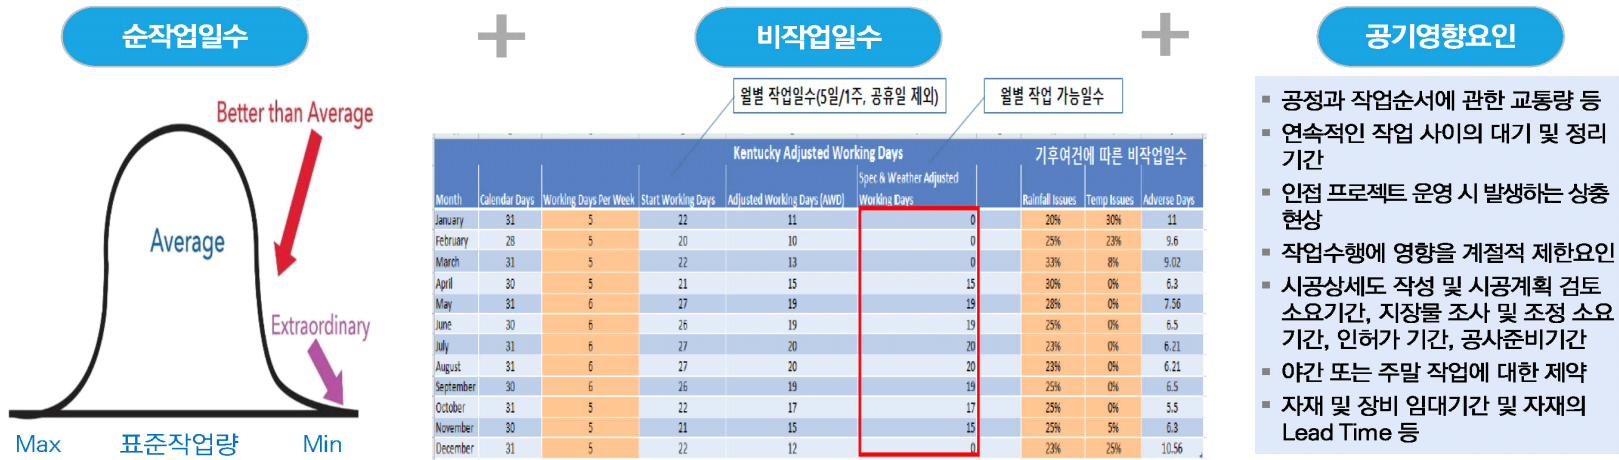 순작업일수
+
비작업일수
+
공기영향요인
Better than Average
Average
Extraordinary
Max 표준작업량 Min
월별 작업일수(5일/1주, 공휴일 제외)
월별 작업 가능일수
Kentucky Adjusted Working Days 기후여건에 따른 비작업일수
Month Calendar Days Working Days Per Week Start Working Days Adjusted Working Days (AWD) Spec & Weather Adjusted Working Days Rainfall Issues Temp Issues Adverse Days
January 31 5 22 11 0 20% 30% 11
February 28 5 20 10 0 25% 23% 9.6
March 31 5 22 13 0 33% 8% 9.02
April 30 5 21 15 15 30% 0% 6.3
May 31 6 27 19 19 28% 0% 7.56
June 30 6 26 19 19 25% 0% 6.5
July 31 6 27 20 20 23% 0% 6.21
August 31 6 27 20 20 23% 0% 6.21
September 30 6 26 19 19 25% 0% 6.5
October 31 5 22 17 17 25% 0% 5.5
November 30 5 21 15 15 25% 5% 6.3
December 31 5 22 12 0 23% 25% 10.56
공정과 작업순서에 관한 교통량 등
연속적인 작업 사이의 대기 및 정리
기간
인접 프로젝트 운영 시 발생하는 상충
현상
작업수행에 영향을 계절적 제한요인
시공상세도 작성 및 시공계획 검토
소요기간, 지장물 조사 및 조정 소요
기간, 인허가 기간, 공사준비기간
야간 또는 주말 작업에 대한 제약
자재 및 장비 임대기간 및 자재의
Lead Time 등